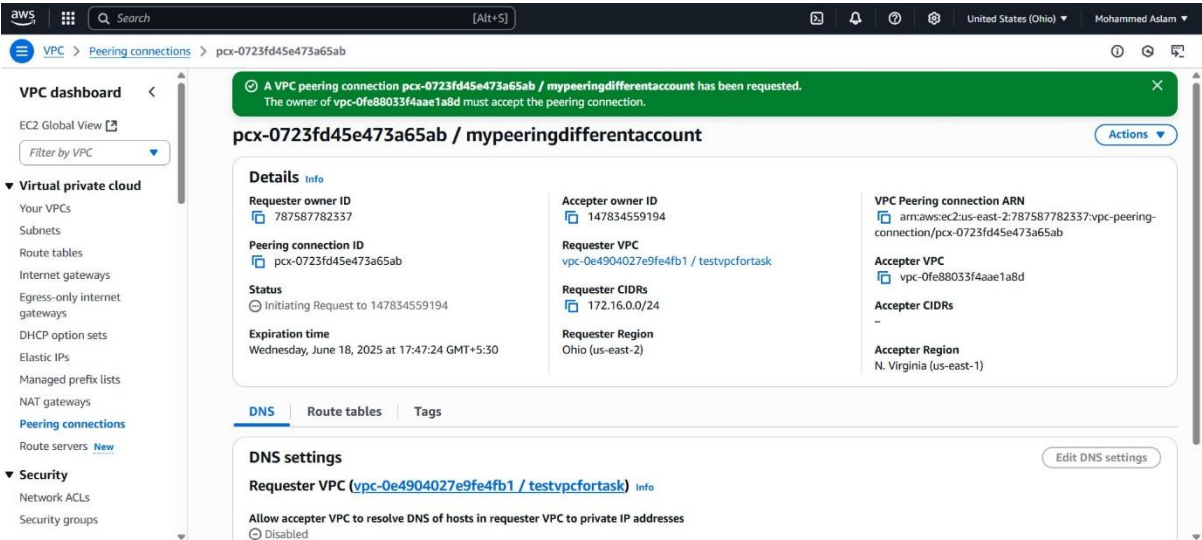 aws
Search
[Alt+S]
United States (Ohio)
Mohammed Aslam
VPC > Peering connections > pcx-0723fd45e473a65ab
VPC dashboard
EC2 Global View
Filter by VPC
Virtual private cloud
Your VPCs
Subnets
Route tables
Internet gateways
Egress-only internet
gateways
DHCP option sets
Elastic IPs
Managed prefix lists
NAT gateways
Peering connections
Route servers New
Security
Network ACLs
Security groups
A VPC peering connection pcx-0723fd45e473a65ab / mypeeringdifferentaccount has been requested.
The owner of vpc-0fe88033f4aae1a8d must accept the peering connection.
pcx-0723fd45e473a65ab / mypeeringdifferentaccount
Actions
Details Info
Requester owner ID
787587782337
Peering connection ID
pcx-0723fd45e473a65ab
Status
Initiating Request to 147834559194
Expiration time
Wednesday, June 18, 2025 at 17:47:24 GMT+5:30
Accepter owner ID
147834559194
Requester VPC
vpc-0e4904027e9fe4fb1 / testvpcfortask
Requester CIDRs
172.16.0.0/24
Requester Region
Ohio (us-east-2)
VPC Peering connection ARN
arn:aws:ec2:us-east-2:787587782337:vpc-peering-
connection/pcx-0723fd45e473a65ab
Accepter VPC
vpc-0fe88033f4aae1a8d
Accepter CIDRs
–
Accepter Region
N. Virginia (us-east-1)
DNS
Route tables
Tags
DNS settings
Edit DNS settings
Requester VPC (vpc-0e4904027e9fe4fb1 / testvpcfortask) Info
Allow accepter VPC to resolve DNS of hosts in requester VPC to private IP addresses
Disabled